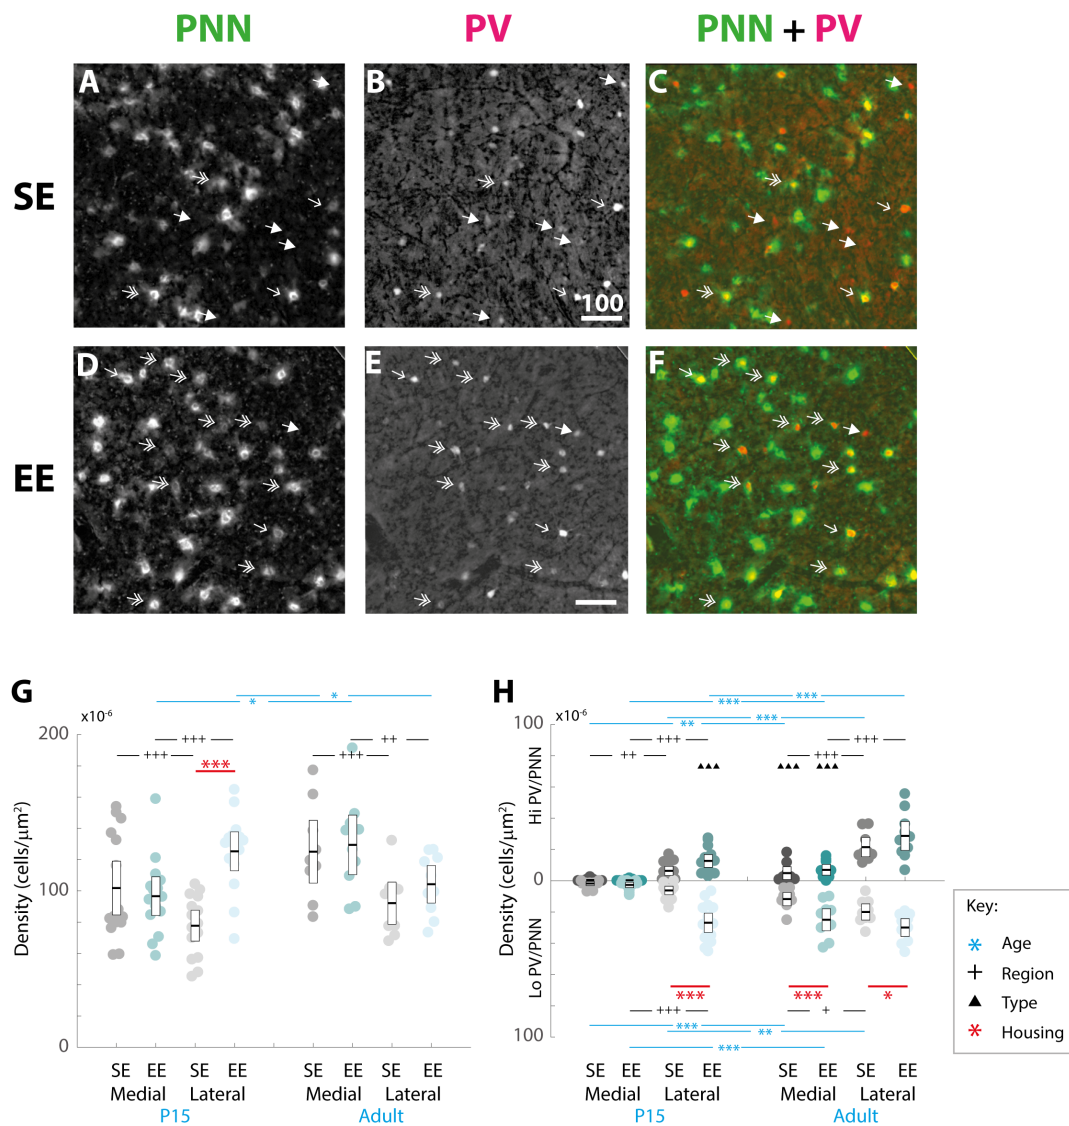 PNN PV PNN + PV
SE
A B C
100
EE
D E F
G H
* *
*** ***
** ***
x10-6 x10-6
200 100
+++ ++
+++ +++
***
++ +++ +++ +++
▲▲▲ ▲▲▲ ▲▲▲
Density (cells/μm2)
100
0
Density (cells/μm2)
Hi PV/PNN
0
Lo PV/PNN
*** *** *
+++ +
*** **
***
100
SE EE SE EE SE EE SE EE
Medial Lateral Medial Lateral
P15 Adult
SE EE SE EE SE EE SE EE
Medial Lateral Medial Lateral
P15 Adult
Key:
* Age
+ Region
▲ Type
* Housing